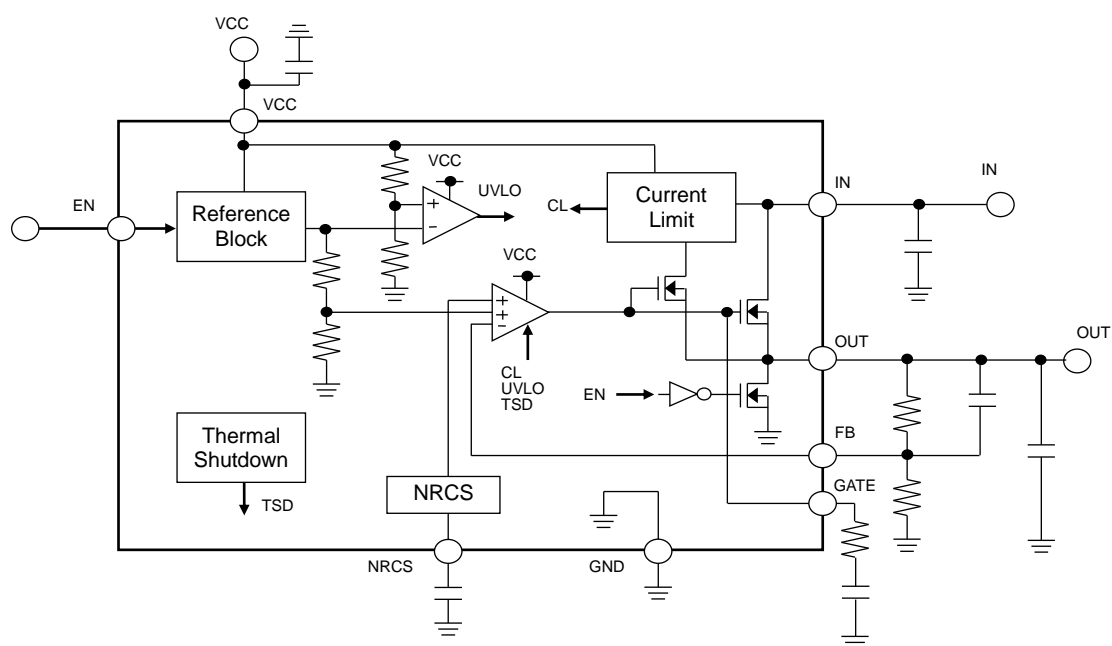 VCC
VCC
VCC
UVLO
IN
IN
EN
Reference
Block
+
−
CL
Current
Limit
VCC
+
+
−
OUT
OUT
CL
UVLO
TSD
EN
Thermal
Shutdown
FB
TSD
NRCS
GATE
NRCS
GND